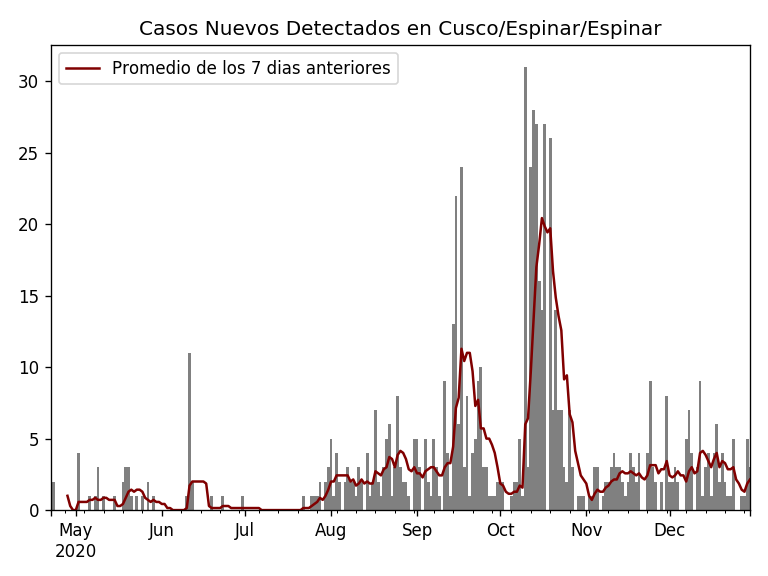 Casos Nuevos Detectados en Cusco/Espinar/Espinar
Promedio de los 7 dias anteriores
30
25
20
15
10
5
0
May Jun Jul Aug Sep Oct Nov Dec
2020